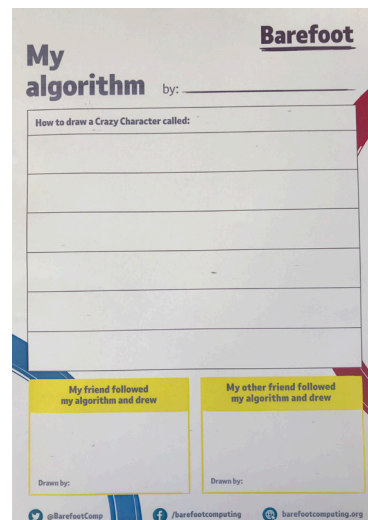 Barefoot
My
algorithm by:
How to draw a Crazy Character called:
My friend followed
my algorithm and drew
Drawn by:
My other friend followed
my algorithm and drew
Drawn by:
@BarefootComp /barefootcomputing barefootcomputing.org